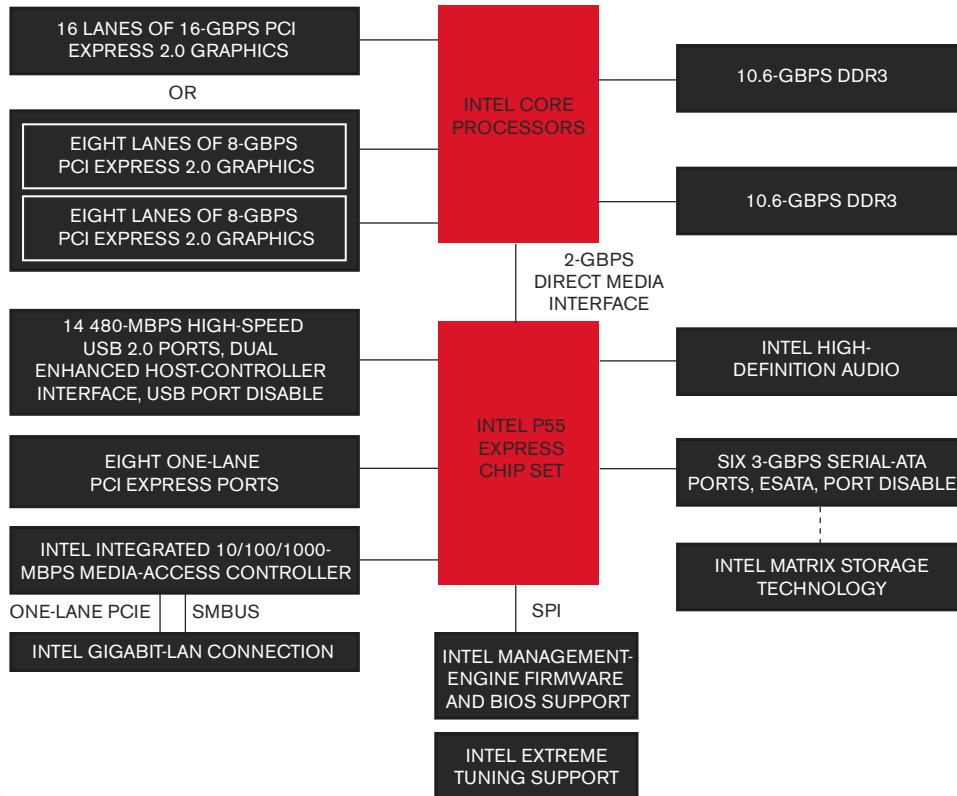 16 LANES OF 16-GBPS PCI
EXPRESS 2.0 GRAPHICS
OR
EIGHT LANES OF 8-GBPS
PCI EXPRESS 2.0 GRAPHICS
EIGHT LANES OF 8-GBPS
PCI EXPRESS 2.0 GRAPHICS
INTEL CORE
PROCESSORS
10.6-GBPS DDR3
10.6-GBPS DDR3
2-GBPS
DIRECT MEDIA
INTERFACE
14 480-MBPS HIGH-SPEED
USB 2.0 PORTS, DUAL
ENHANCED HOST-CONTROLLER
INTERFACE, USB PORT DISABLE
EIGHT ONE-LANE
PCI EXPRESS PORTS
INTEL INTEGRATED 10/100/1000-
MBPS MEDIA-ACCESS CONTROLLER
ONE-LANE PCIE
SMBUS
INTEL GIGABIT-LAN CONNECTION
INTEL P55
EXPRESS
CHIP SET
INTEL HIGH-
DEFINITION AUDIO
SIX 3-GBPS SERIAL-ATA
PORTS, ESATA, PORT DISABLE
INTEL MATRIX STORAGE
TECHNOLOGY
SPI
INTEL MANAGEMENT-
ENGINE FIRMWARE
AND BIOS SUPPORT
INTEL EXTREME
TUNING SUPPORT